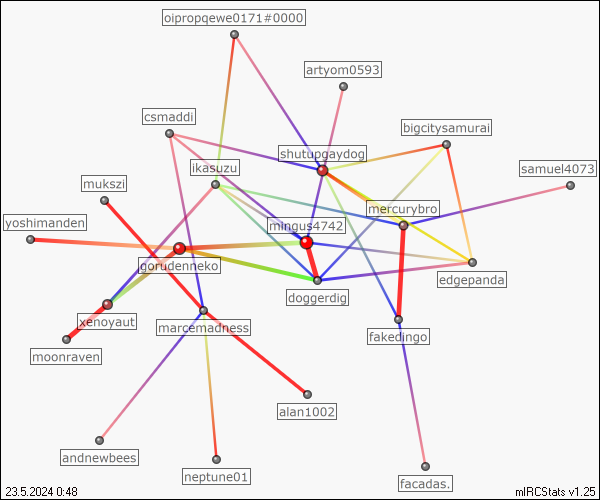 oipropqewe0171#0000
artyom0593
csmaddi
bigcitysamurai
shutupgaydog
ikasuzu
samuel4073
mukszi
mercurybro
yoshimanden
mingus4742
gorudenneko
edgepanda
doggerdig
xenoyaut
marcemadness
fakedingo
moonraven
alan1002
andnewbees
neptune01
facadas.
23.5.2024 0:48
mIRCStats v1.25